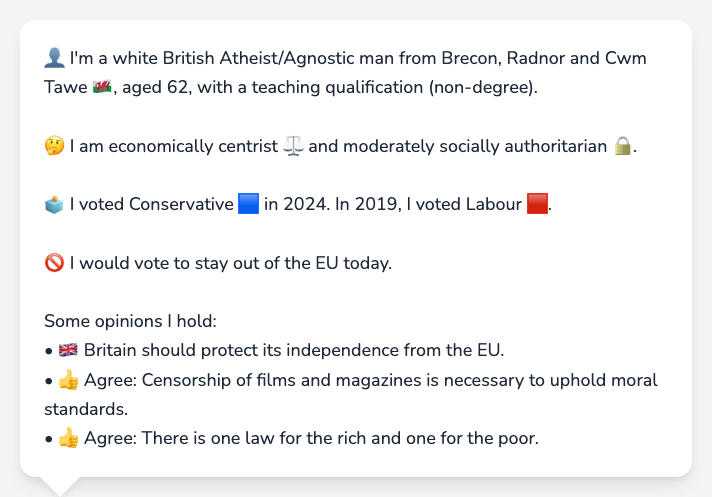 👤 I'm a white British Atheist/Agnostic man from Brecon, Radnor and Cwm
Tawe 🏴󠁧󠁢󠁷󠁬󠁳󠁿, aged 62, with a teaching qualification (non-degree).
🤔 I am economically centrist ⚖️ and moderately socially authoritarian 🔒.
🗳️ I voted Conservative 🟦 in 2024. In 2019, I voted Labour 🟥.
🚫 I would vote to stay out of the EU today.
Some opinions I hold:
• 🇬🇧 Britain should protect its independence from the EU.
• 👍 Agree: Censorship of films and magazines is necessary to uphold moral
standards.
• 👍 Agree: There is one law for the rich and one for the poor.